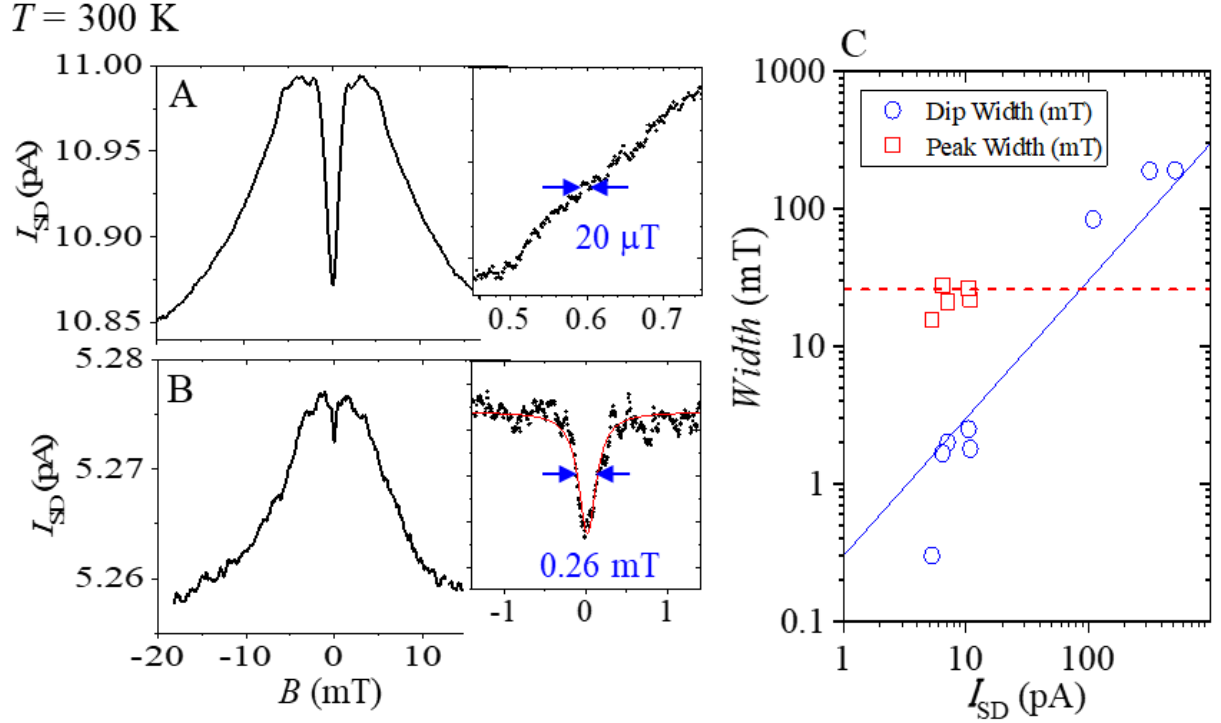 T = 300 K
A
11.00
10.95
10.90
10.85
I_SD (pA)
20 μT
0.5 0.6 0.7
B
5.28
5.27
5.26
I_SD (pA)
-20 -10 0 10
B (mT)
0.26 mT
-1 0 1
C
1000
100
10
1
0.1
Width (mT)
Dip Width (mT)
Peak Width (mT)
1 10 100
I_SD (pA)